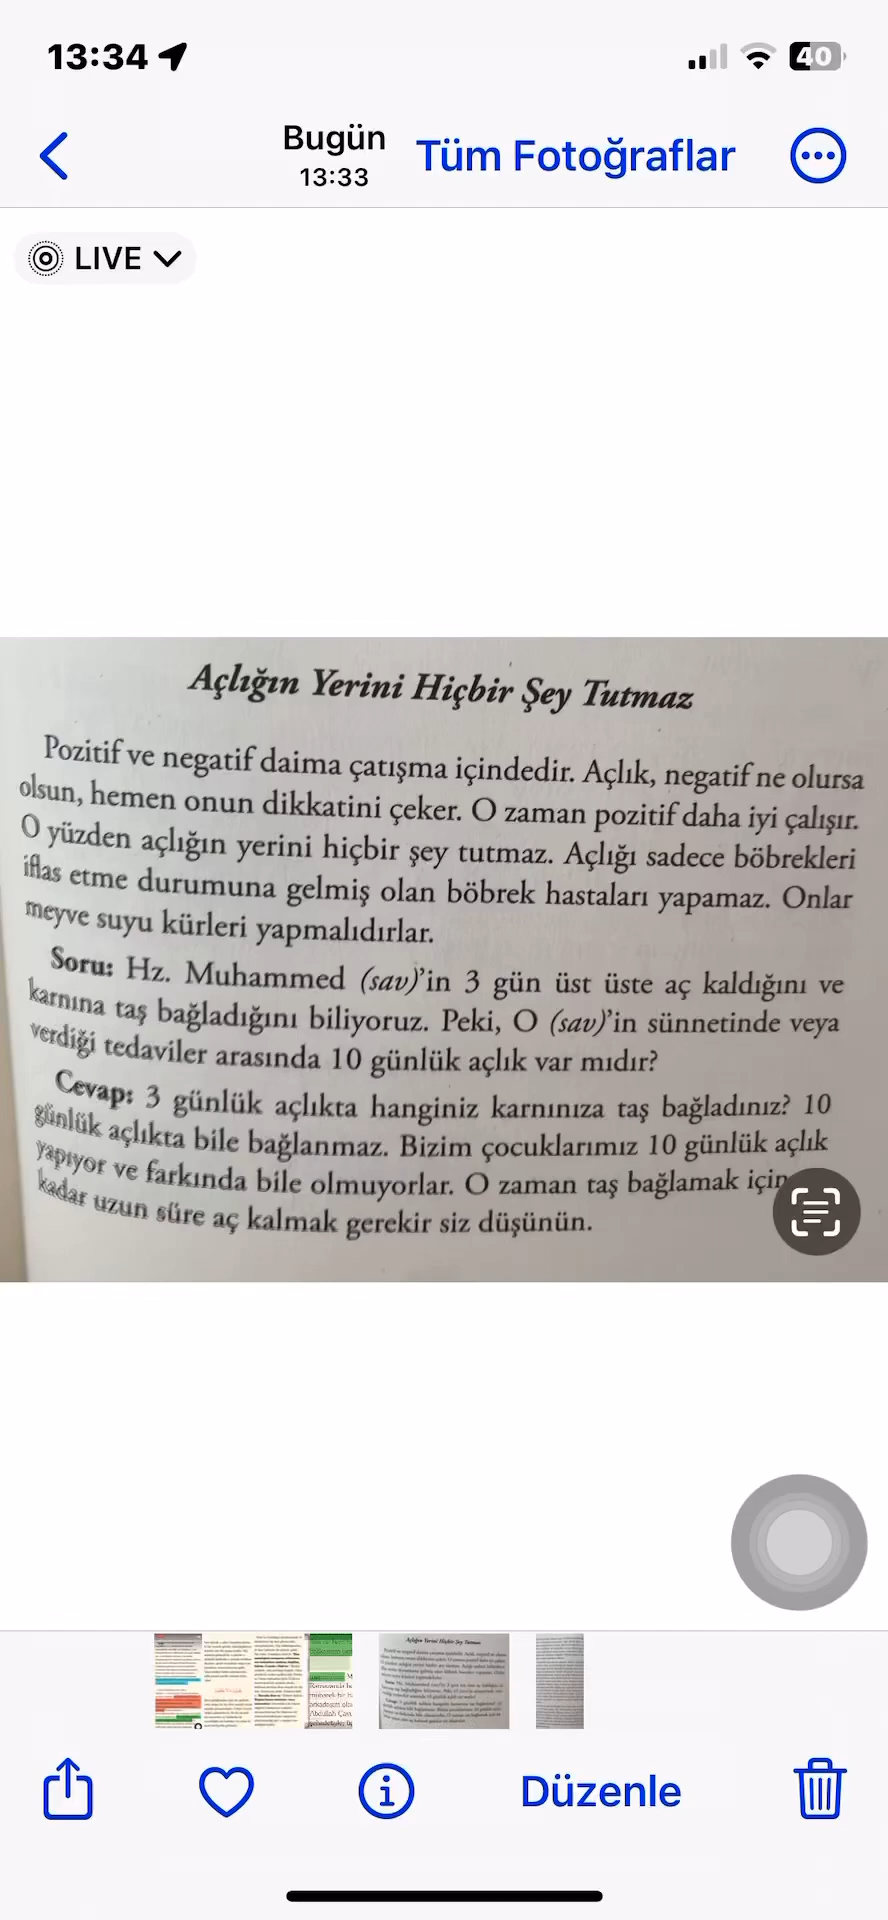 13:34
40
Bugün
13:33
Tüm Fotoğraflar
LIVE
Açlığın Yerini Hiçbir Şey Tutmaz
Pozitif ve negatif daima çatışma içindedir. Açlık, negatif ne olursa
olsun, hemen onun dikkatini çeker. O zaman pozitif daha iyi çalışır.
O yüzden açlığın yerini hiçbir şey tutmaz. Açlığı sadece böbrekleri
iflas etme durumuna gelmiş olan böbrek hastaları yapamaz. Onlar
meyve suyu kürleri yapmalıdırlar.
Soru: Hz. Muhammed (sav)'in 3 gün üst üste aç kaldığını ve
karnına taş bağladığını biliyoruz. Peki, O (sav)'in sünnetinde veya
verdiği tedaviler arasında 10 günlük açlık var mıdır?
Cevap: 3 günlük açlıkta hanginiz karnınıza taş bağladınız? 10
günlük açlıkta bile bağlanmaz. Bizim çocuklarımız 10 günlük açlık
yapıyor ve farkında bile olmuyorlar. O zaman taş bağlamak için
kadar uzun süre aç kalmak gerekir siz düşünün.
Açlığın Yerini Hiçbir Şey Tutmaz
Düzenle